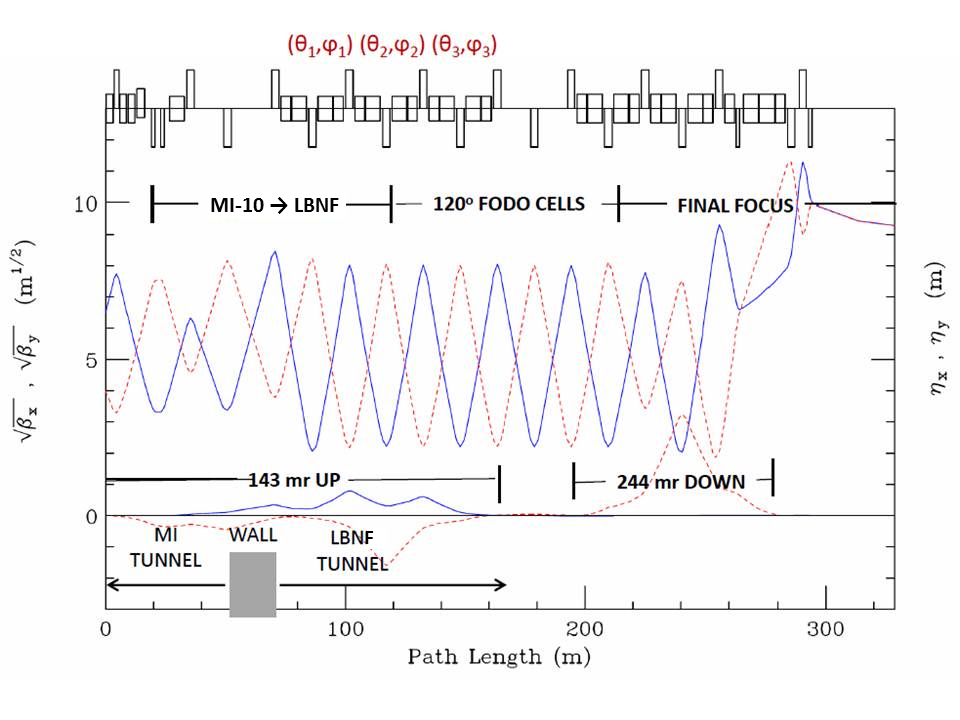 (θ₁,φ₁) (θ₂,φ₂) (θ₃,φ₃)
10
MI-10 → LBNF
120º FODO CELLS
FINAL FOCUS
√βx , √βy (m1/2)
ηx , ηy (m)
5
143 mr UP
244 mr DOWN
0
MI
TUNNEL
WALL
LBNF
TUNNEL
0
100
200
300
Path Length (m)